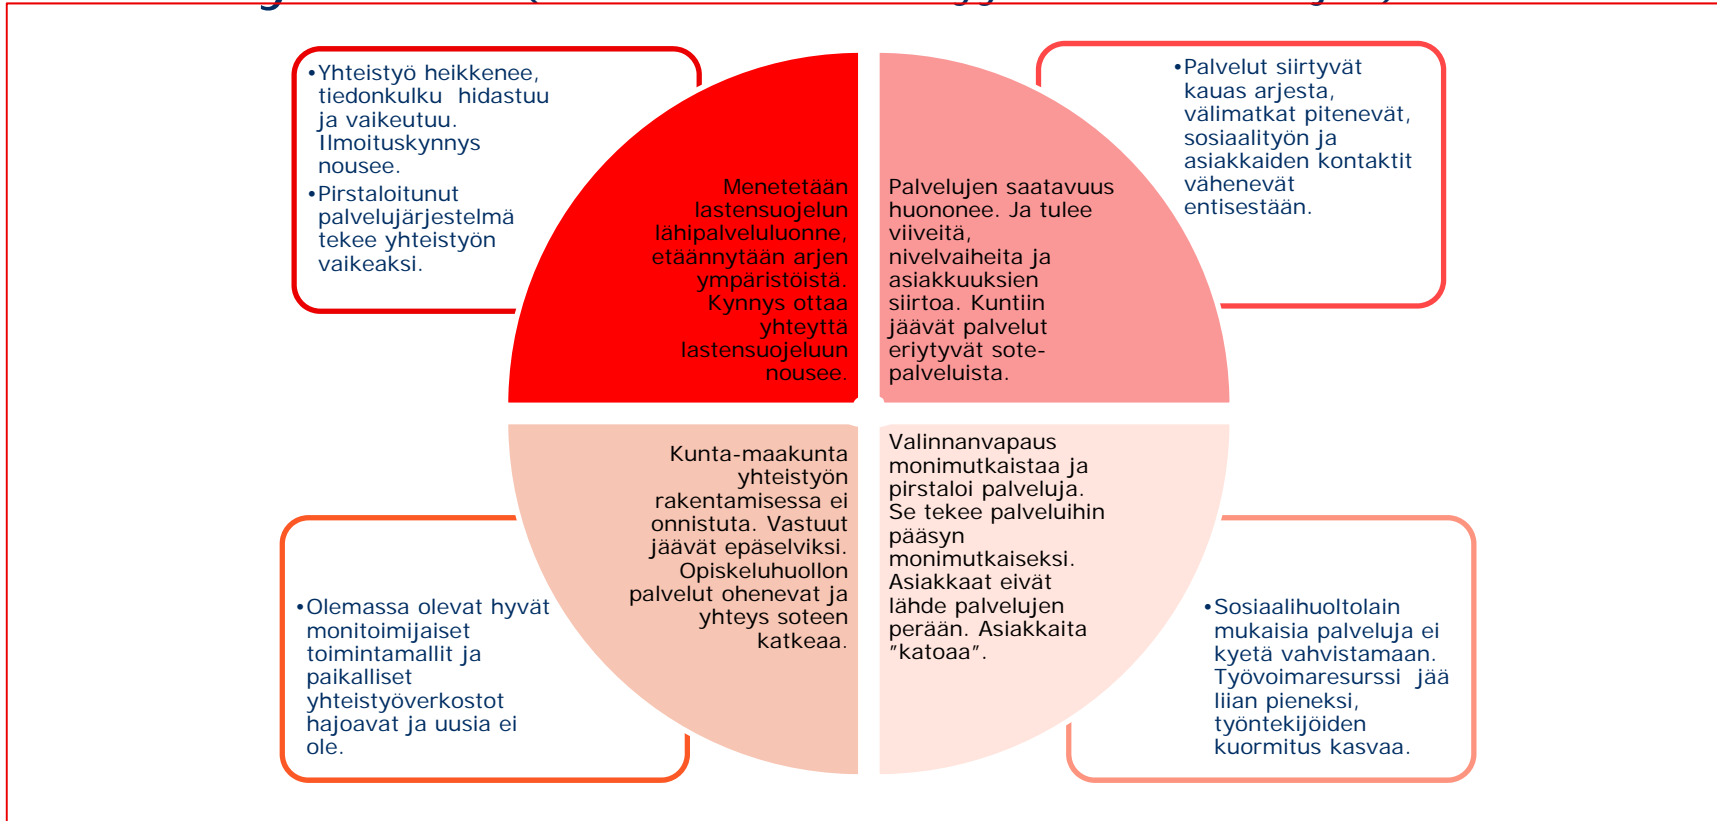 •Yhteistyö heikkenee,
tiedonkulku hidastuu
ja vaikeutuu.
Ilmoituskynnys
nousee.
•Pirstaloitunut
palvelujärjestelmä
tekee yhteistyön
vaikeaksi.
Menetetään
lastensuojelun
lähipalveluluonne,
etäännytään arjen
ympäristöistä.
Kynnys ottaa
yhteyttä
lastensuojeluun
nousee.
Palvelujen saatavuus
huononee. Ja tulee
viiveitä,
nivelvaiheita ja
asiakkuuksien
siirtoa. Kuntiin
jäävät palvelut
eriytyvät sote-
palveluista.
•Palvelut siirtyvät
kauas arjesta,
välimatkat pitenevät,
sosiaalityön ja
asiakkaiden kontaktit
vähenevät
entisestään.
•Olemassa olevat hyvät
monitoimijaiset
toimintamallit ja
paikalliset
yhteistyöverkostot
hajoavat ja uusia ei
ole.
Kunta-maakunta
yhteistyön
rakentamisessa ei
onnistuta. Vastuut
jäävät epäselviksi.
Opiskeluhuollon
palvelut ohenevat ja
yhteys soteen
katkeaa.
Valinnanvapaus
monimutkaistaa ja
pirstaloi palveluja.
Se tekee palveluihin
pääsyn
monimutkaiseksi.
Asiakkaat eivät
lähde palvelujen
perään. Asiakkaita
"katoaa".
•Sosiaalihuoltolain
mukaisia palveluja ei
kyetä vahvistamaan.
Työvoimaresurssi jää
liian pieneksi,
työntekijöiden
kuormitus kasvaa.